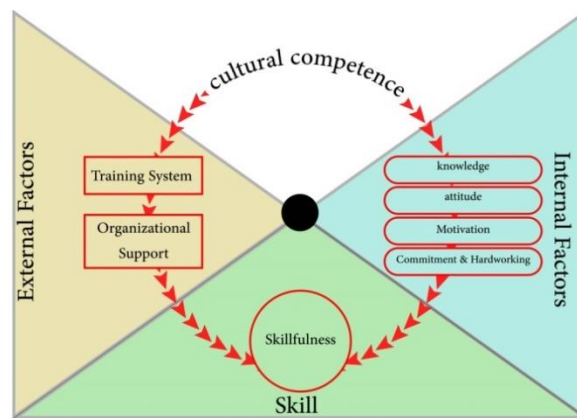 cultural competence
External Factors
Training System
Organizational
Support
knowledge
attitude
Motivation
Commitment & Hardworking
Internal Factors
Skillfulness
Skill